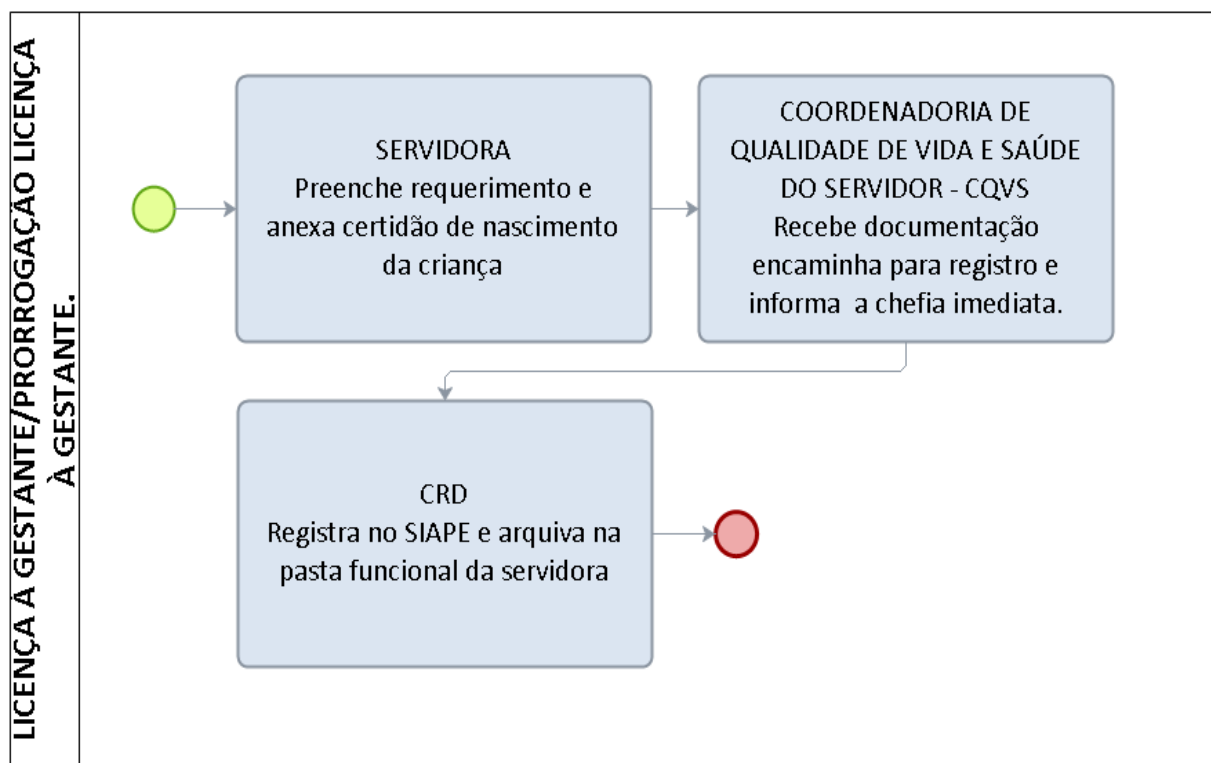 LICENÇA À GESTANTE/PRORROGAÇÃO LICENÇA
À GESTANTE.
SERVIDORA
Preenche requerimento e
anexa certidão de nascimento
da criança
COORDENADORIA DE
QUALIDADE DE VIDA E SAÚDE
DO SERVIDOR - CQVS
Recebe documentação
encaminha para registro e
informa  a chefia imediata.
CRD
Registra no SIAPE e arquiva na
pasta funcional da servidora